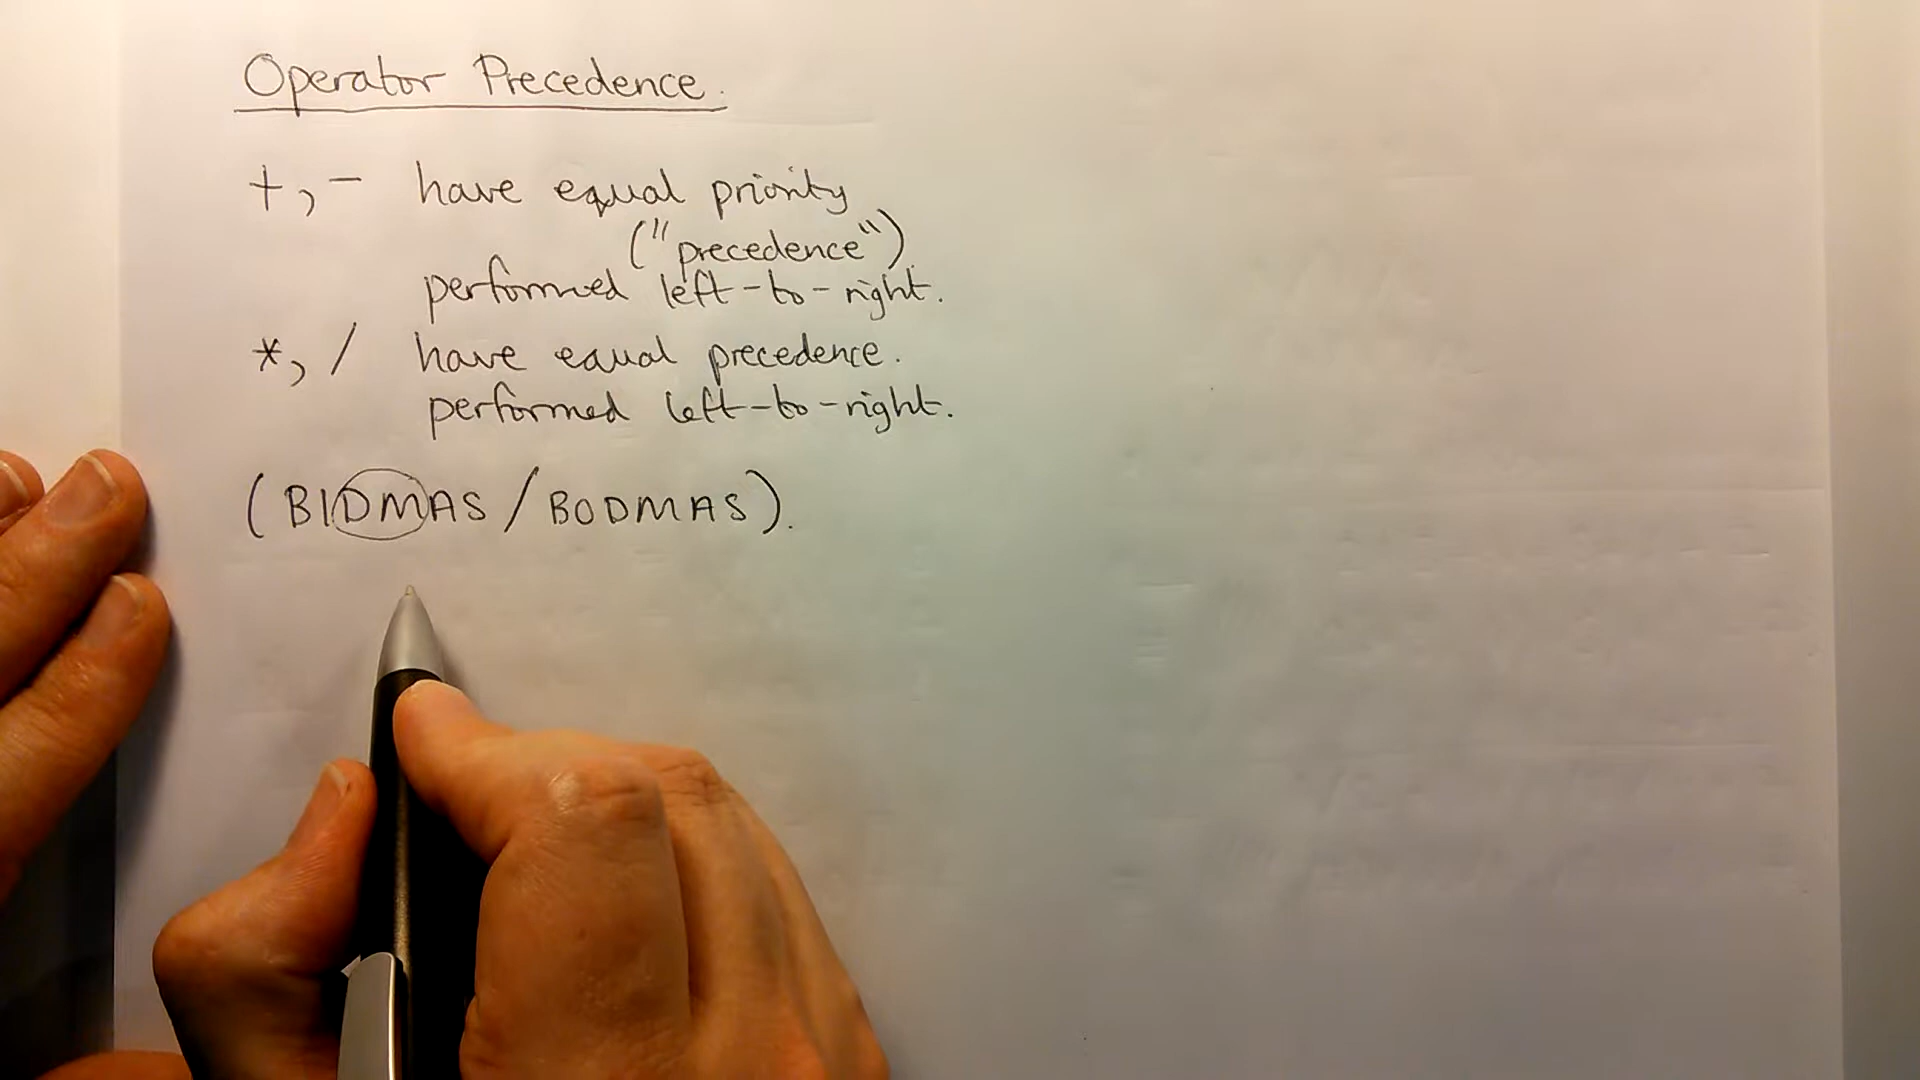 Operator Precedence.
+, - have equal priority
("precedence").
performed left-to-right.
*, / have equal precedence.
performed left-to-right.
(BIDMAS / BODMAS).